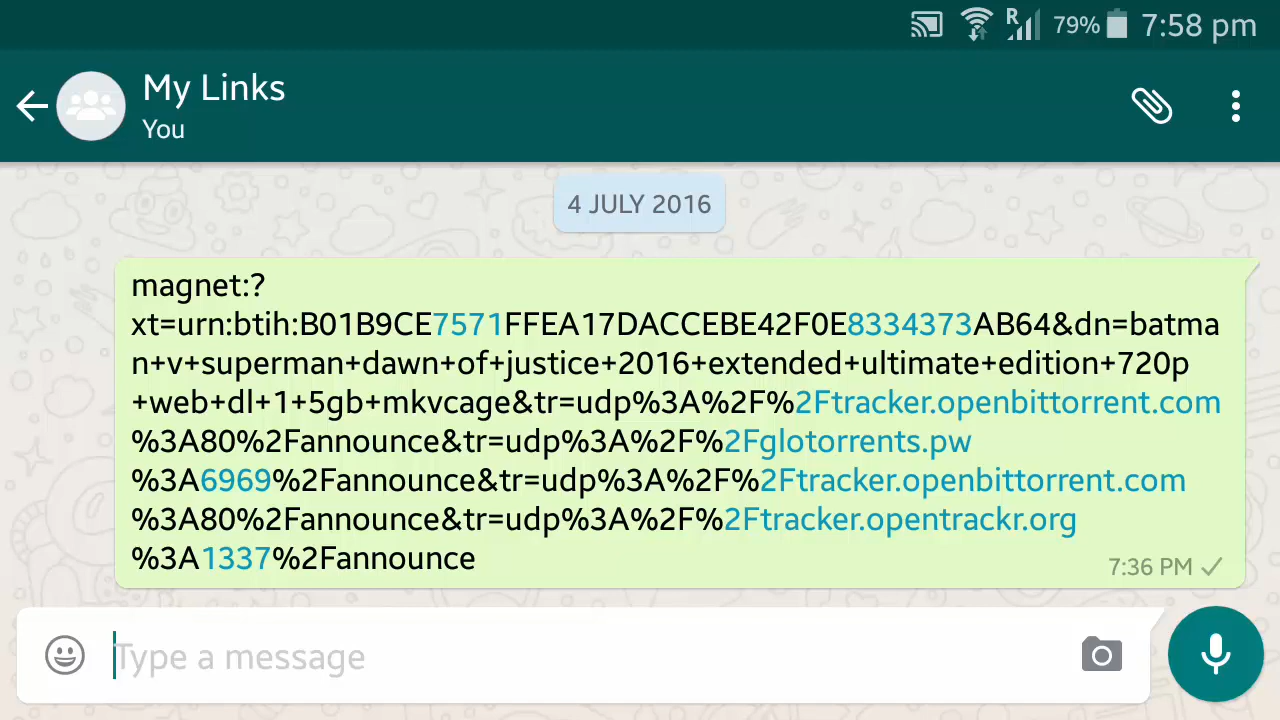 R 79% 7:58 pm
My Links
You
4 JULY 2016
magnet:?
xt=urn:btih:B01B9CE7571FFEA17DACCEBE42F0E8334373AB64&dn=batma
n+v+superman+dawn+of+justice+2016+extended+ultimate+edition+720p
+web+dl+1+5gb+mkvcage&tr=udp%3A%2F%2Ftracker.openbittorrent.com
%3A80%2Fannounce&tr=udp%3A%2F%2Fglotorrents.pw
%3A6969%2Fannounce&tr=udp%3A%2F%2Ftracker.openbittorrent.com
%3A80%2Fannounce&tr=udp%3A%2F%2Ftracker.opentrackr.org
%3A1337%2Fannounce
7:36 PM
Type a message